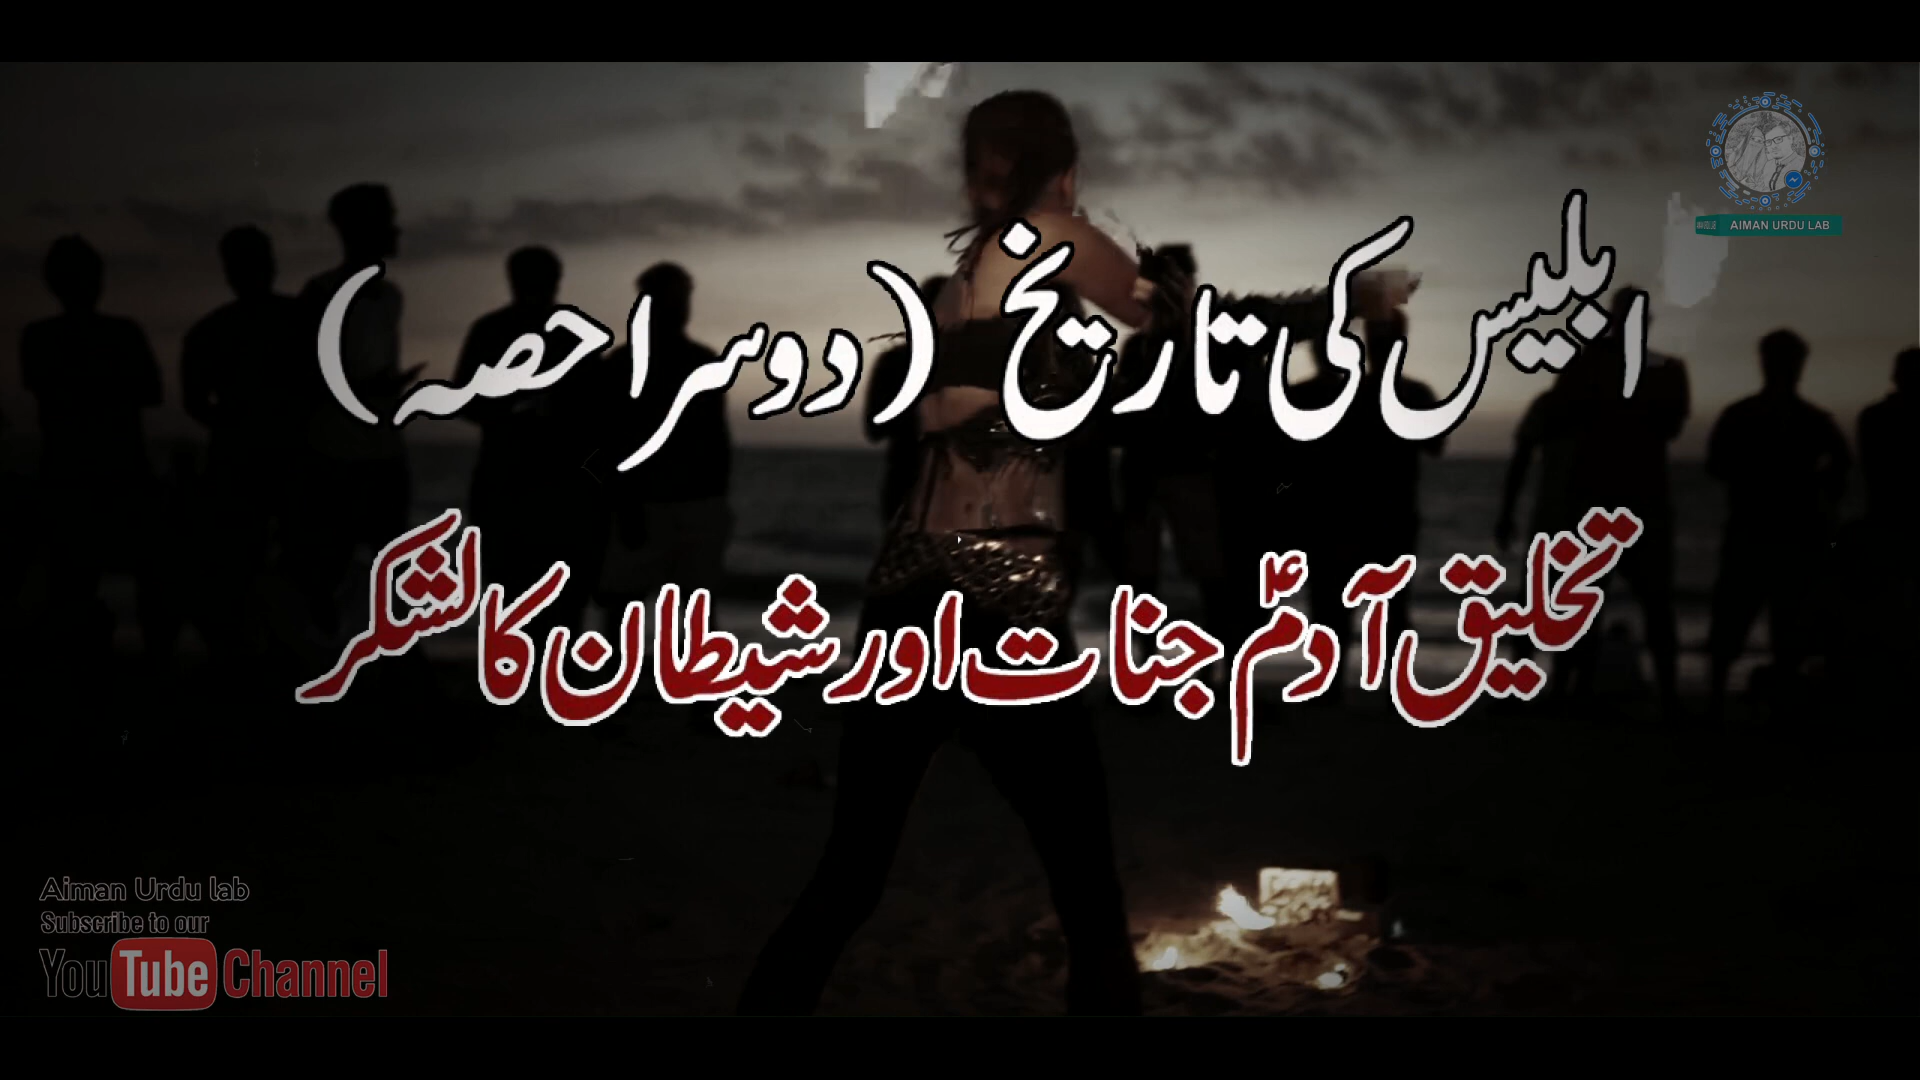 AIMAN URDU LAB
ابلیس کی تاریخ (دوسرا حصہ)
تخلیق آدمؑ جنات اور شیطان کا لشکر
Aiman Urdu lab
Subscribe to our
YouTube Channel